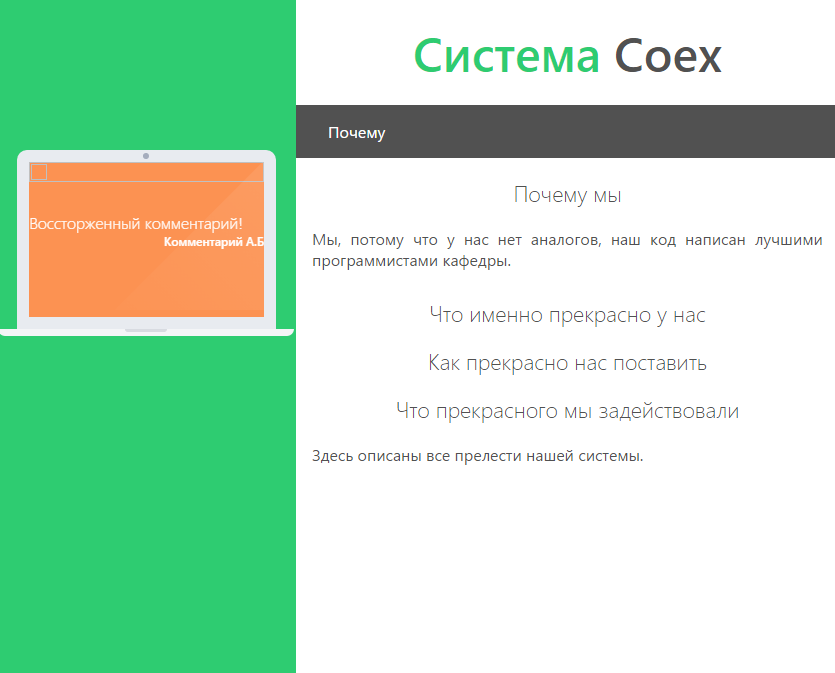 Система Coex
Почему
Восcторженный комментарий!
Комментарий А.Б
Почему мы
Мы, потому что у нас нет аналогов, наш код написан лучшими
программистами кафедры.
Что именно прекрасно у нас
Как прекрасно нас поставить
Что прекрасного мы задействовали
Здесь описаны все прелести нашей системы.